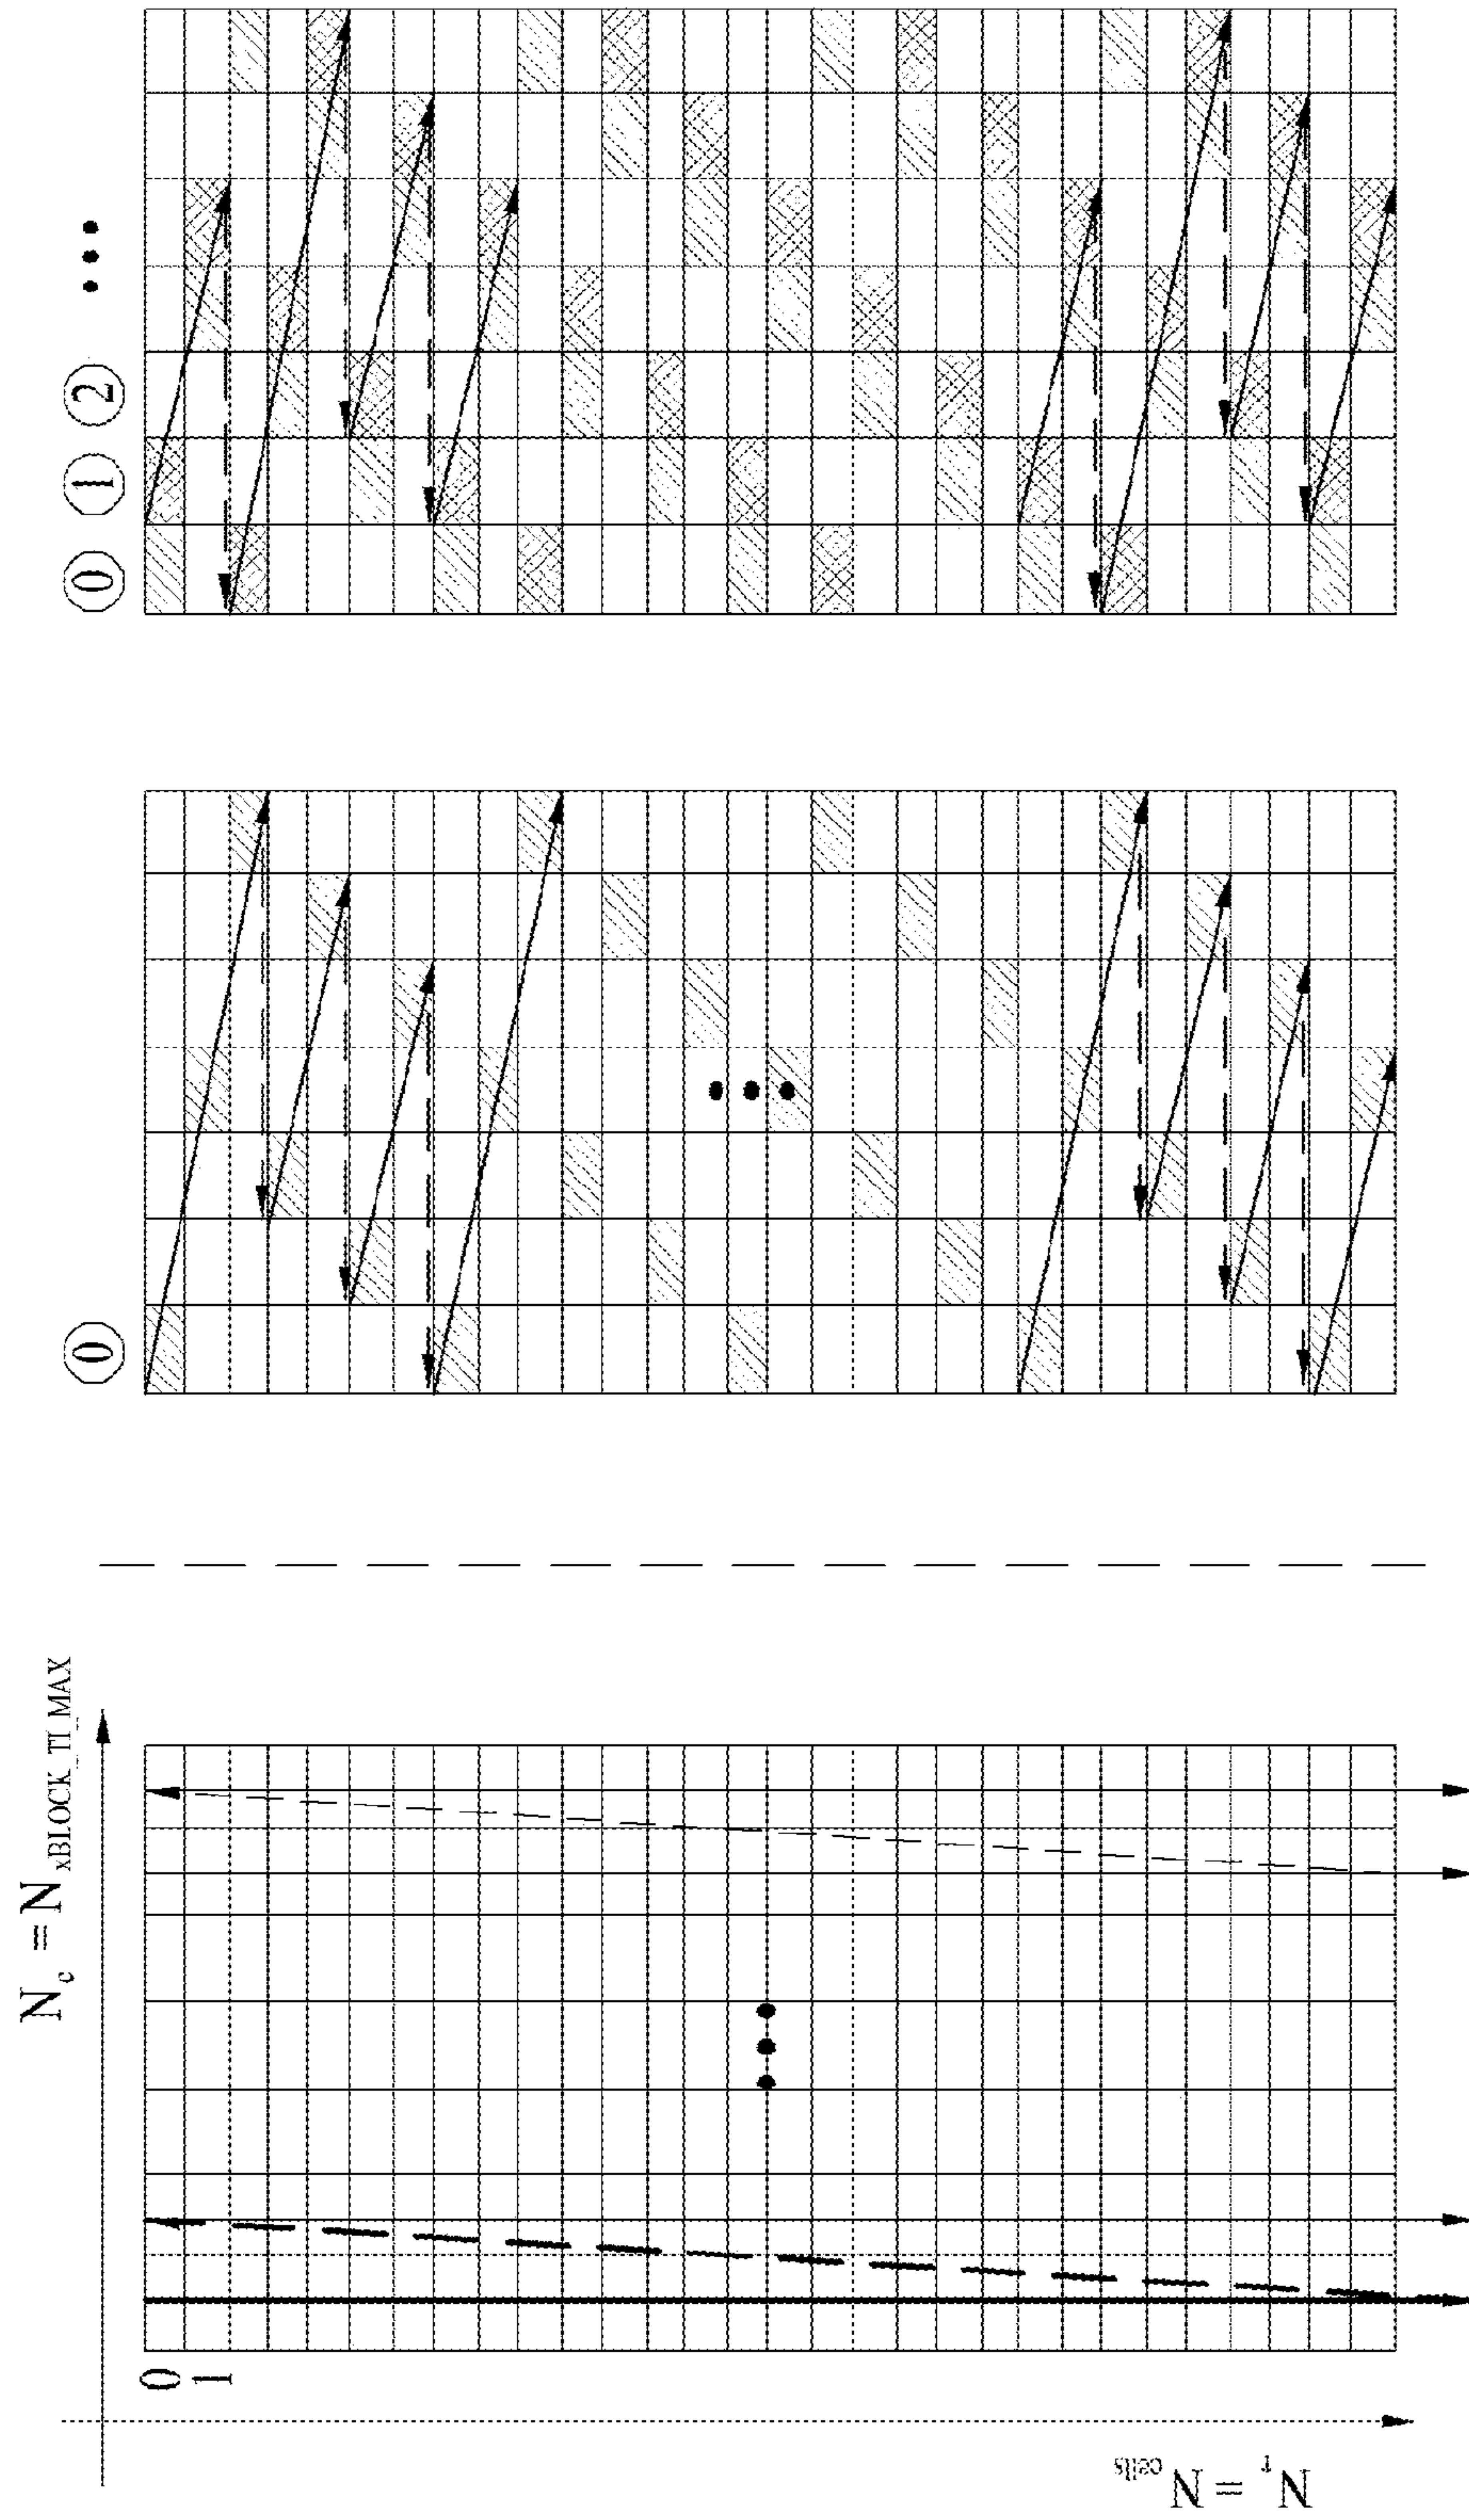 N_c = N_xBLOCK_TI_MAX
0
1
N_r = N_cells
0
0 1 2 •••